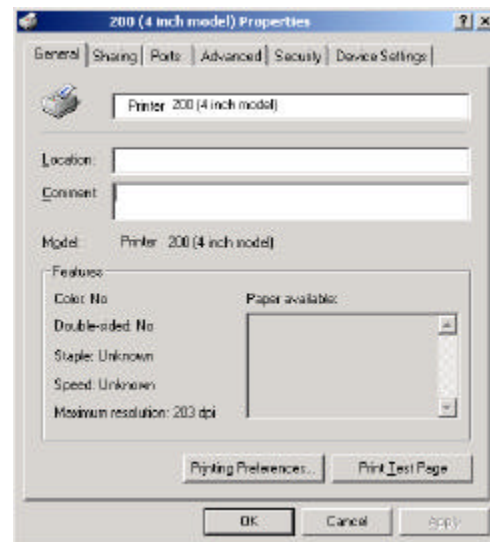 200 (4 inch model) Properties
General Sharing Ports Advanced Security Device Settings
Printer 200 (4 inch model)
Location:
Comment:
Model: Printer 200 (4 inch model)
Features
Color: No
Paper available:
Double-sided: No
Staple: Unknown
Speed: Unknown
Maximum resolution: 203 dpi
Printing Preferences...
Print Test Page
OK
Cancel
Apply